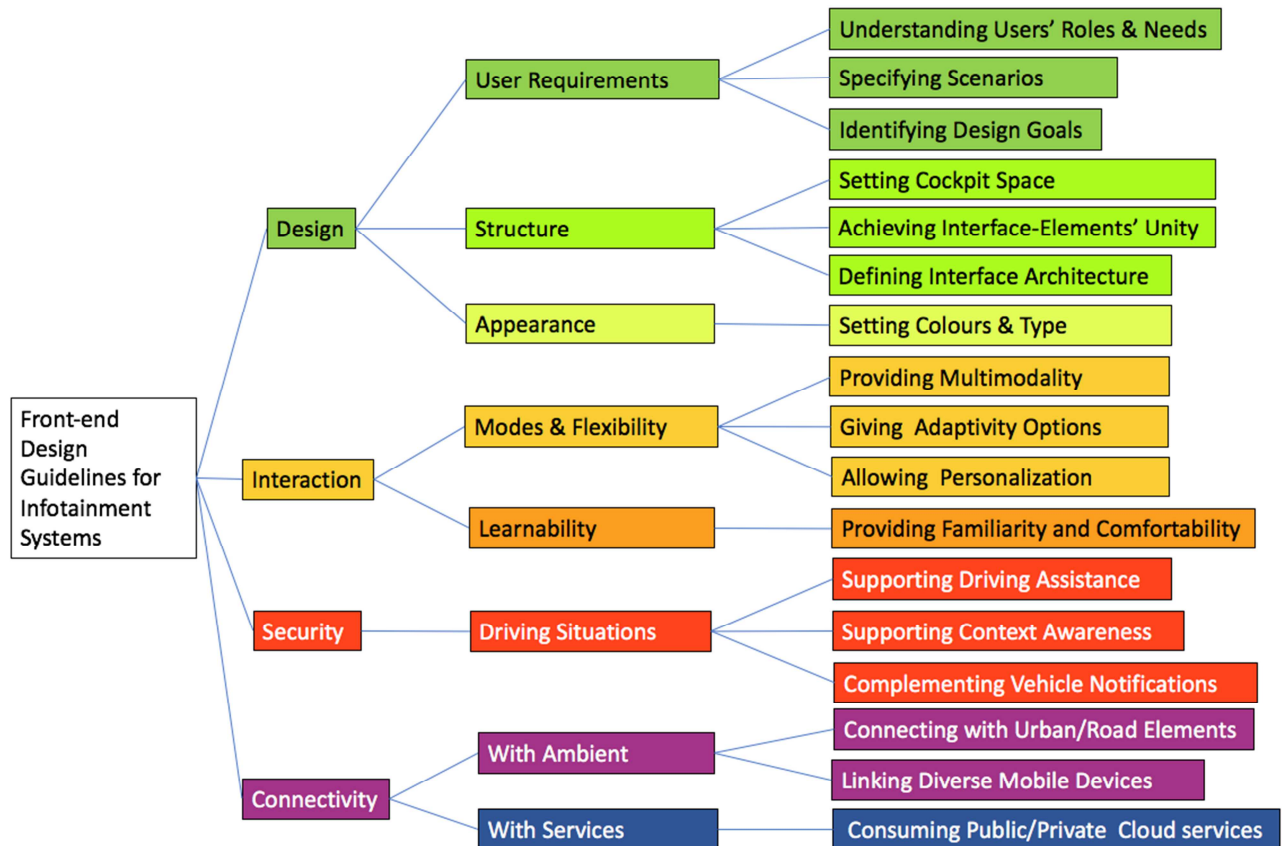 Understanding Users’ Roles & Needs
User Requirements
Specifying Scenarios
Identifying Design Goals
Setting Cockpit Space
Design
Structure
Achieving Interface-Elements’ Unity
Defining Interface Architecture
Appearance
Setting Colours & Type
Providing Multimodality
Front-end
Design
Guidelines for
Infotainment
Systems
Modes & Flexibility
Giving Adaptivity Options
Interaction
Allowing Personalization
Learnability
Providing Familiarity and Comfortability
Supporting Driving Assistance
Security
Driving Situations
Supporting Context Awareness
Complementing Vehicle Notifications
Connecting with Urban/Road Elements
With Ambient
Linking Diverse Mobile Devices
Connectivity
With Services
Consuming Public/Private Cloud services